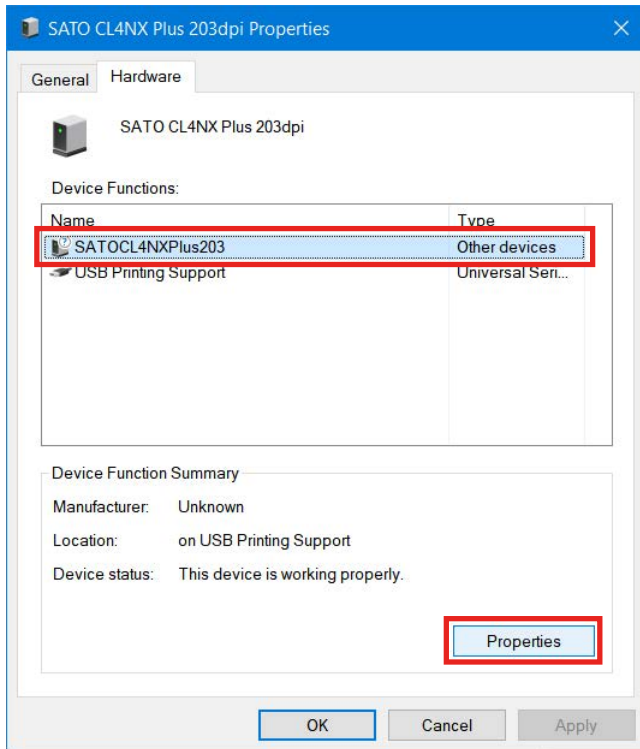 SATO CL4NX Plus 203dpi Properties
General Hardware
SATO CL4NX Plus 203dpi
Device Functions:
Name Type
SATOCL4NXPlus203 Other devices
USB Printing Support Universal Seri...
Device Function Summary
Manufacturer: Unknown
Location: on USB Printing Support
Device status: This device is working properly.
Properties
OK Cancel Apply